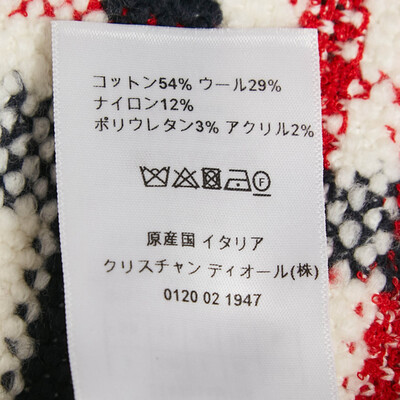 コットン54% ウール29%
ナイロン12%
ポリウレタン3% アクリル2%
原産国 イタリア
クリスチャン ディオール(株)
0120 02 1947